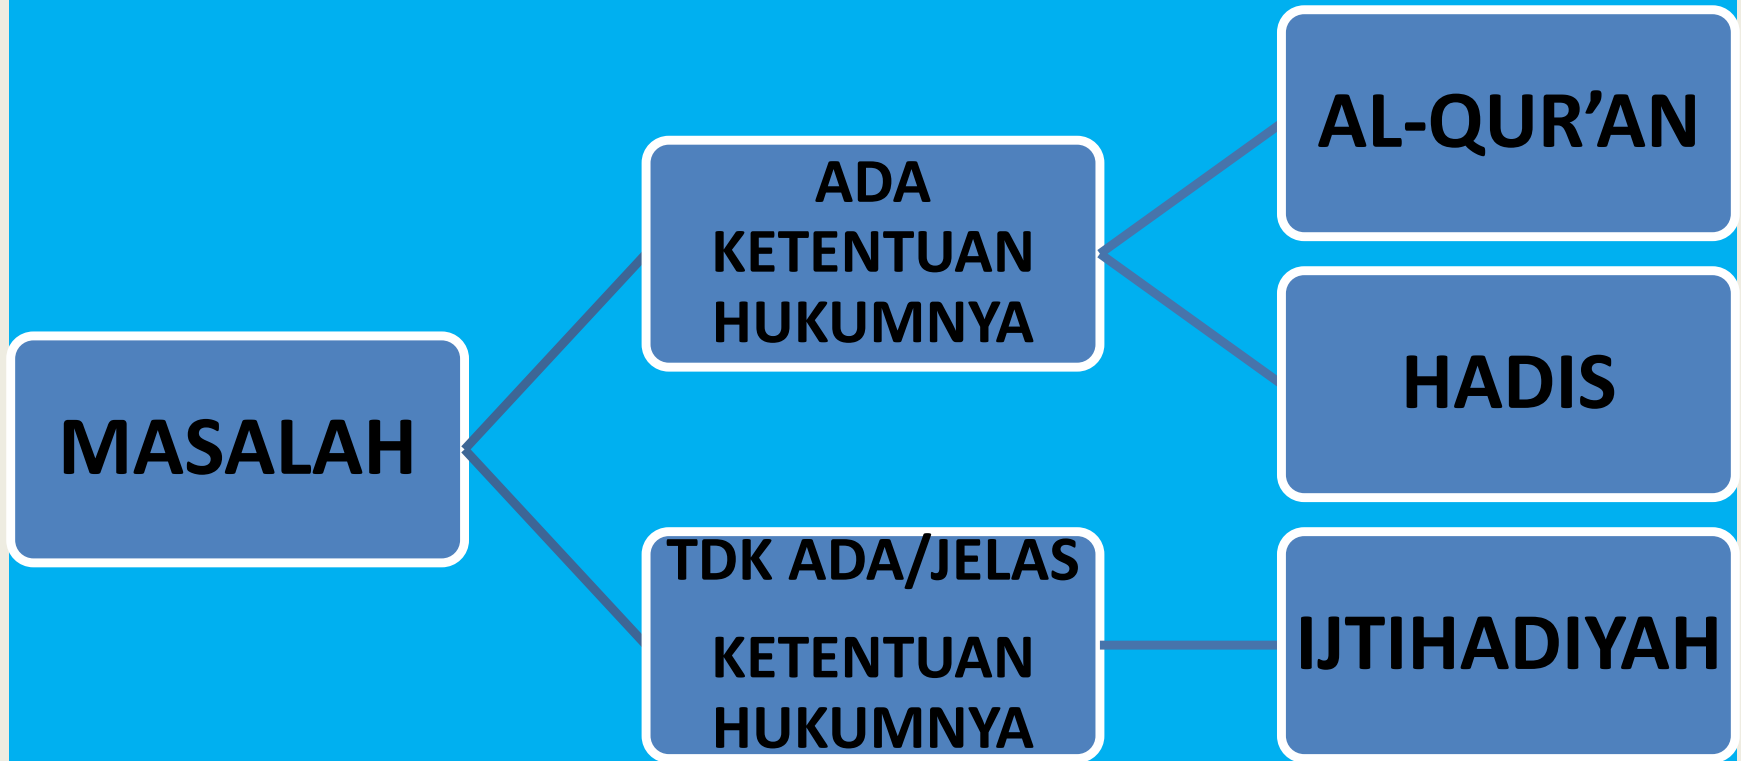 MASALAH
ADA
KETENTUAN
HUKUMNYA
TDK ADA/JELAS
KETENTUAN
HUKUMNYA
AL-QUR’AN
HADIS
IJTIHADIYAH